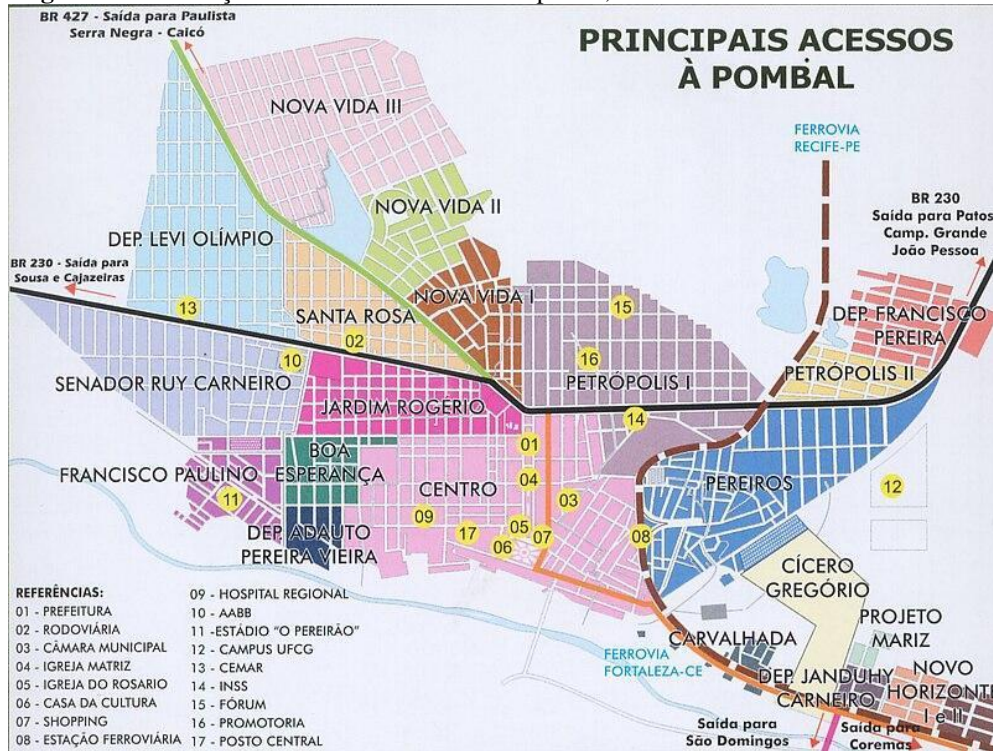 BR 427 - Saída para Paulista
Serra Negra - Caicó
PRINCIPAIS ACESSOS
À POMBAL
NOVA VIDA III
FERROVIA
RECIFE-PE
BR 230
Saída para Patos
Camp. Grande
João Pessoa
NOVA VIDA II
DEP. LEVI OLÍMPIO
BR 230 - Saída para
Sousa e Cajazeiras
NOVA VIDA I
13
SANTA ROSA
15
DEP. FRANCISCO
PEREIRA
02
10
16
SENADOR RUY CARNEIRO
PETRÓPOLIS I
PETRÓPOLIS II
JARDIM ROGÉRIO
14
01
BOA
ESPERANÇA
FRANCISCO PAULINO
04
CENTRO
PEREIROS
12
11
03
09
DEP. ADAUTO
PEREIRA VIEIRA
17
05
06
07
08
CÍCERO
GREGÓRIO
PROJETO
MARIZ
CARVALHADA
FERROVIA
FORTALEZA-CE
DEP. JANDUHY
CARNEIRO
NOVO
HORIZONTE
I e II
Saída para
São Domingos
Saída para
Coremas
REFERÊNCIAS:
01 - PREFEITURA
02 - RODOVIÁRIA
03 - CÂMARA MUNICIPAL
04 - IGREJA MATRIZ
05 - IGREJA DO ROSARIO
06 - CASA DA CULTURA
07 - SHOPPING
08 - ESTAÇÃO FERROVIÁRIA
09 - HOSPITAL REGIONAL
10 - AABB
11 -ESTÁDIO "O PEREIRÃO"
12 - CAMPUS UFCG
13 - CEMAR
14 - INSS
15 - FÓRUM
16 - PROMOTORIA
17 - POSTO CENTRAL